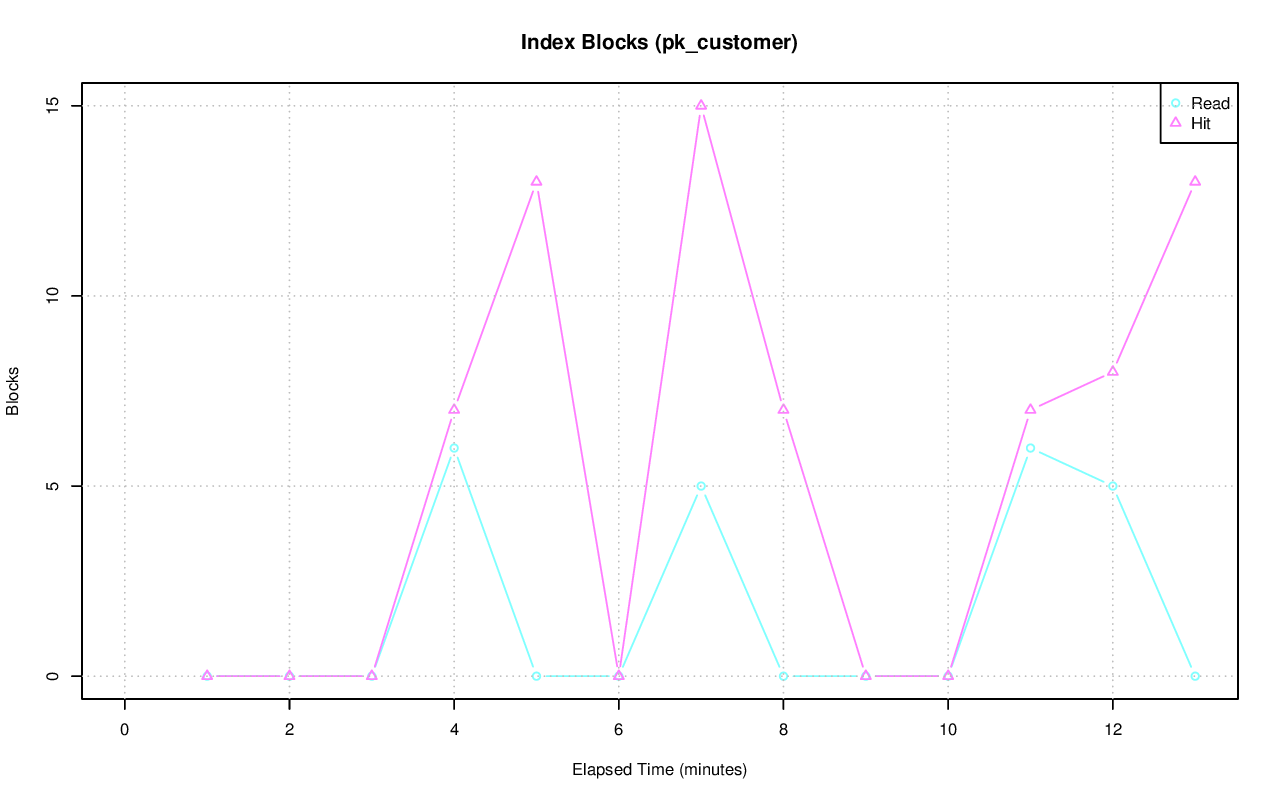 Index Blocks (pk_customer)
Read
Hit
15
10
5
0
Blocks
0 2 4 6 8 10 12
Elapsed Time (minutes)